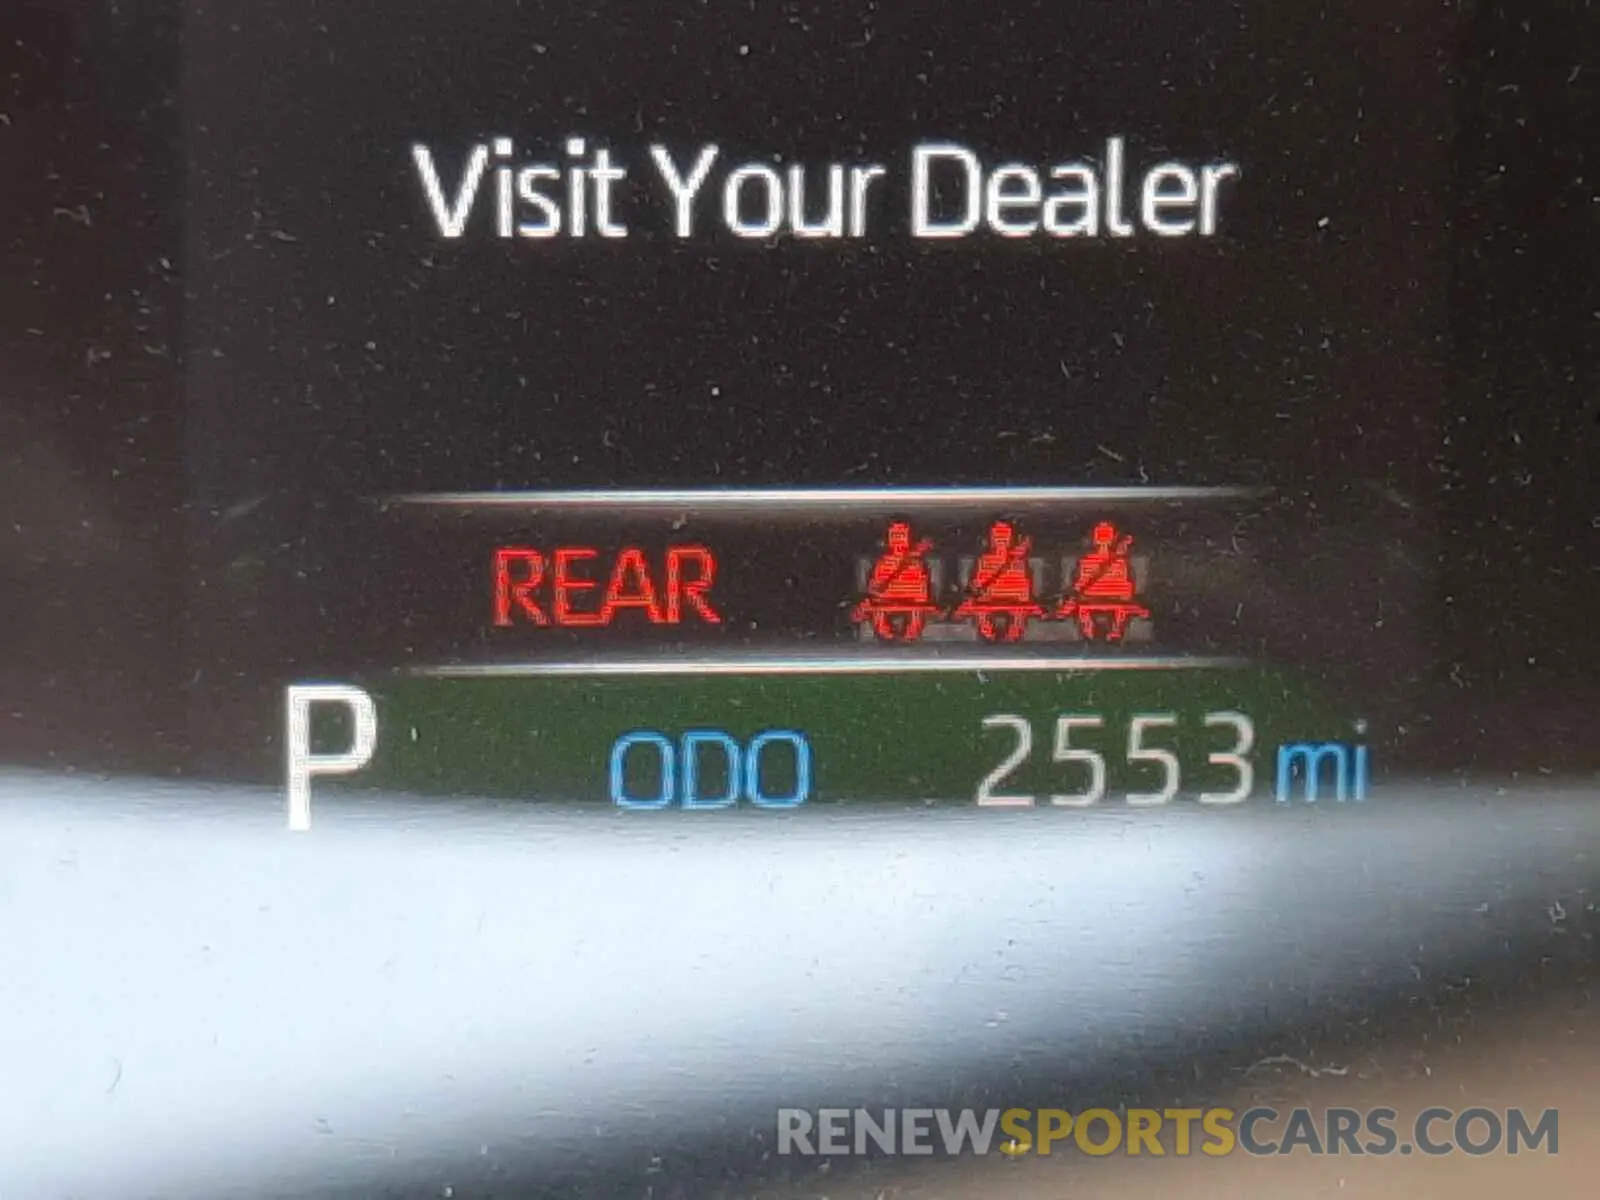 Visit Your Dealer
REAR
P ODO 2553 mi
RENEWSPORTSCARS.COM